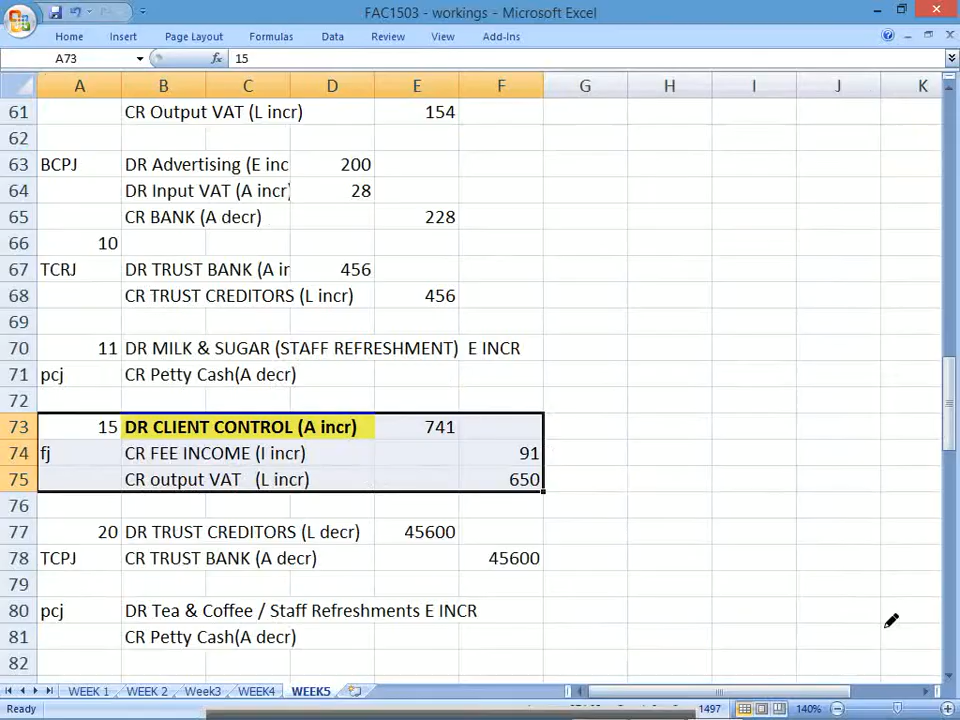 FAC1503 - workings - Microsoft Excel
Home Insert Page Layout Formulas Data Review View Add-Ins
A73 fx 15
A B C D E F G H I J K
61 CR Output VAT (L incr) 154
62
63 BCPJ DR Advertising (E inc 200
64 DR Input VAT (A incr) 28
65 CR BANK (A decr) 228
66 10
67 TCRJ DR TRUST BANK (A ir 456
68 CR TRUST CREDITORS (L incr) 456
69
70 11 DR MILK & SUGAR (STAFF REFRESHMENT) E INCR
71 pcj CR Petty Cash(A decr)
72
73 15 DR CLIENT CONTROL (A incr) 741
74 fj CR FEE INCOME (I incr) 91
75 CR output VAT (L incr) 650
76
77 20 DR TRUST CREDITORS (L decr) 45600
78 TCPJ CR TRUST BANK (A decr) 45600
79
80 pcj DR Tea & Coffee / Staff Refreshments E INCR
81 CR Petty Cash(A decr)
82
WEEK 1 WEEK 2 Week3 WEEK4 WEEK5
Ready 1497 140%